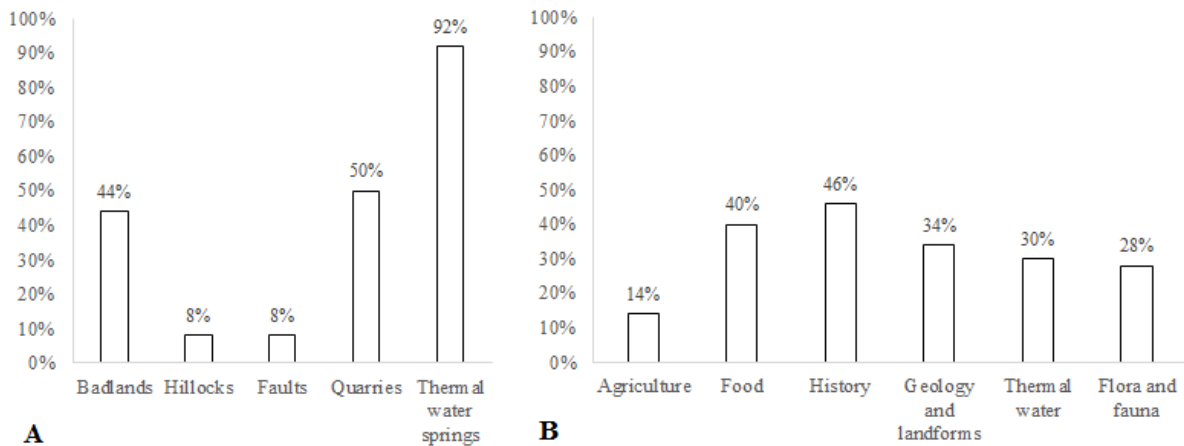 100%
90%
80%
70%
60%
50%
40%
30%
20%
10%
0%
44%
8%
8%
50%
92%
Badlands
Hillocks
Faults
Quarries
Thermal
water
springs
A
100%
90%
80%
70%
60%
50%
40%
30%
20%
10%
0%
14%
40%
46%
34%
30%
28%
Agriculture
Food
History
Geology
and
landforms
Thermal
water
Flora and
fauna
B